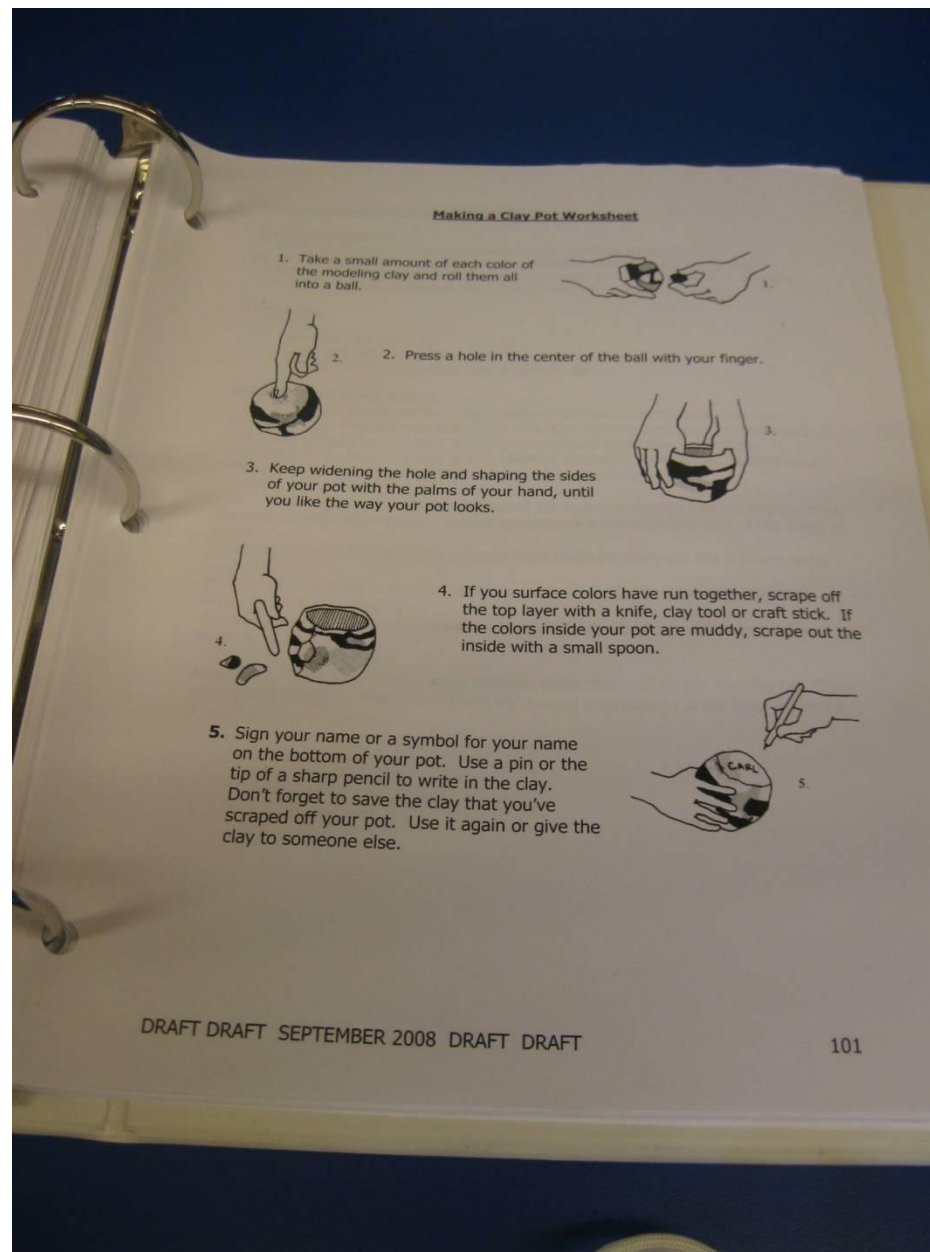 Making a Clay Pot Worksheet
1. Take a small amount of each color of
the modeling clay and roll them all
into a ball.
1.
2.
2. Press a hole in the center of the ball with your finger.
3.
3. Keep widening the hole and shaping the sides
of your pot with the palms of your hand, until
you like the way your pot looks.
4. If you surface colors have run together, scrape off
the top layer with a knife, clay tool or craft stick. If
the colors inside your pot are muddy, scrape out the
inside with a small spoon.
4.
5. Sign your name or a symbol for your name
on the bottom of your pot. Use a pin or the
tip of a sharp pencil to write in the clay.
Don't forget to save the clay that you've
scraped off your pot. Use it again or give the
clay to someone else.
CARL
5.
DRAFT DRAFT SEPTEMBER 2008 DRAFT DRAFT
101